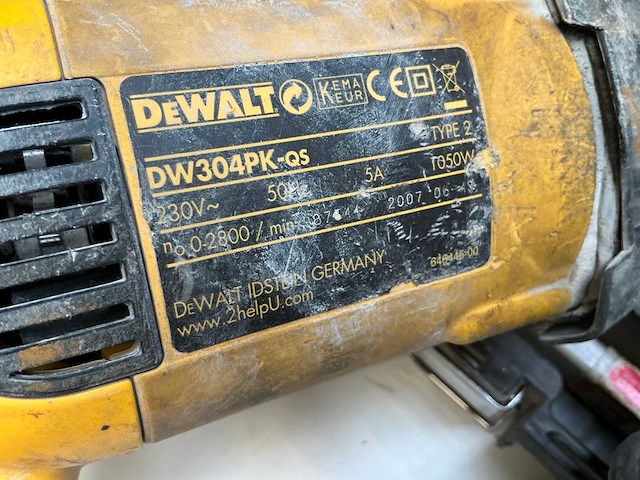 DEWALT KEMA KEUR CE
TYPE 2
DW304PK-QS
230V~ 50Hz 5A 1050W
n₀ 0-2800 / min 2007
DEWALT IDSTEIN GERMANY
www.2helpU.com